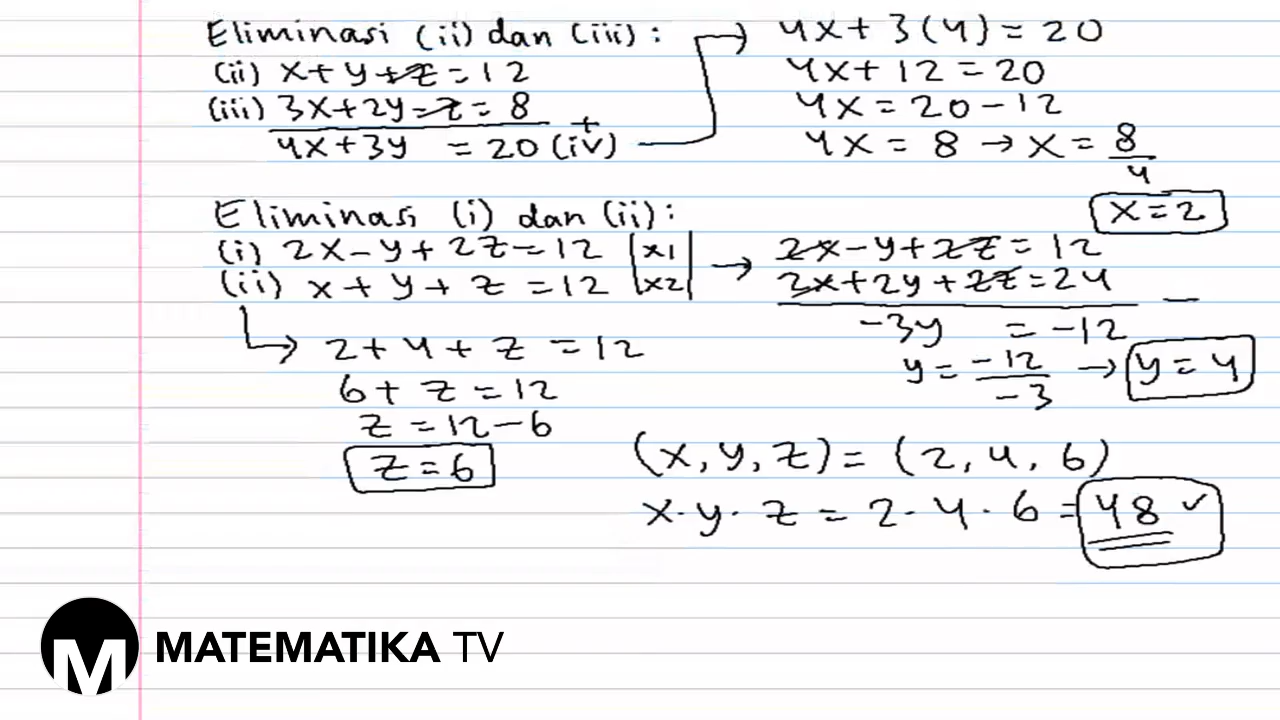 Eliminasi (ii) dan (iii) :
(ii) x + y + z = 12
(iii) 3x + 2y - z = 8
+
4x + 3y = 20 (iv)
4x + 3(4) = 20
4x + 12 = 20
4x = 20 - 12
4x = 8 → x = 8/4
x = 2
Eliminasi (i) dan (ii) :
(i) 2x - y + 2z = 12 |x1|
(ii) x + y + z = 12 |x2|
→ 2x - y + 2z = 12
2x + 2y + 2z = 24
-
-3y = -12
y = -12/-3 → y = 4
2 + 4 + z = 12
6 + z = 12
z = 12 - 6
z = 6
(x, y, z) = (2, 4, 6)
x . y . z = 2 . 4 . 6 = 48 ✓
M MATEMATIKA TV